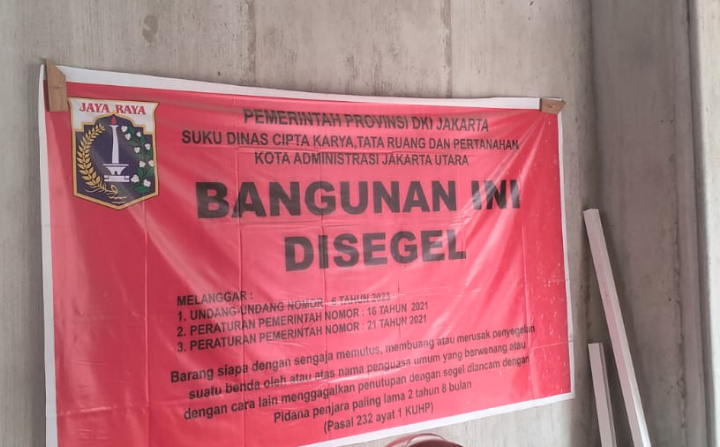 JAYA RAYA
PEMERINTAH PROVINSI DKI JAKARTA
SUKU DINAS CIPTA KARYA,TATA RUANG DAN PERTANAHAN
KOTA ADMINISTRASI JAKARTA UTARA
BANGUNAN INI
DISEGEL
MELANGGAR :
1. UNDANG-UNDANG NOMOR : 6 TAHUN 2023
2. PERATURAN PEMERINTAH NOMOR : 16 TAHUN 2021
3. PERATURAN PEMERINTAH NOMOR : 21 TAHUN 2021
Barang siapa dengan sengaja memutus, membuang atau merusak penyegelan
suatu benda oleh atau atas nama penguasa umum yang berwenang atau
dengan cara lain menggagalkan penutupan dengan segel diancam dengan
Pidana penjara paling lama 2 tahun 8 bulan
(Pasal 232 ayat 1 KUHP)